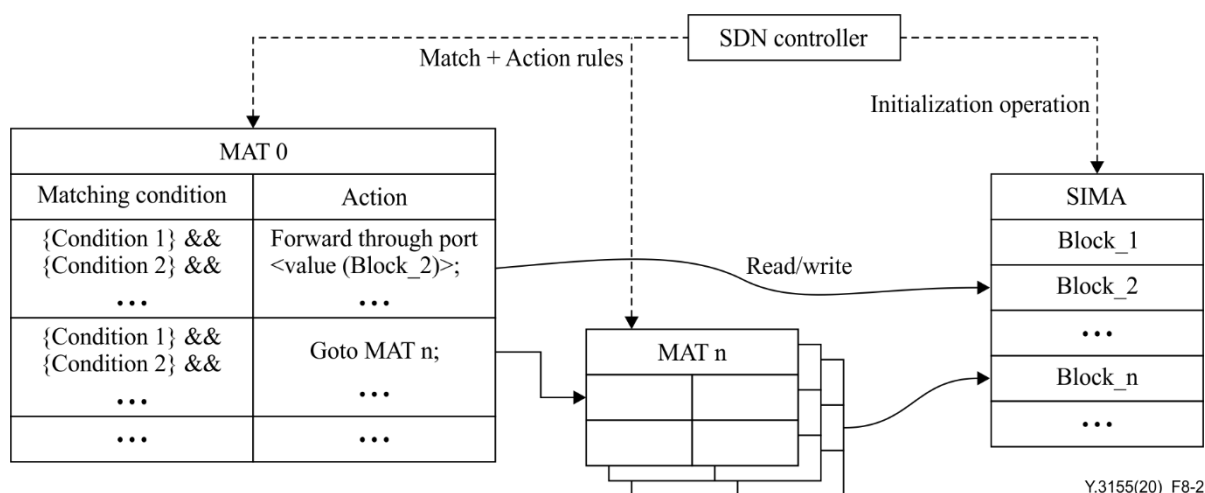 SDN controller
Match + Action rules
Initialization operation
MAT 0
Matching condition
Action
{Condition 1} &&
{Condition 2} &&
•••
Forward through port
<value (Block_2)>;
•••
{Condition 1} &&
{Condition 2} &&
•••
Goto MAT n;
•••
•••
•••
Read/write
MAT n
SIMA
Block_1
Block_2
•••
Block_n
•••
Y.3155(20)_F8-2